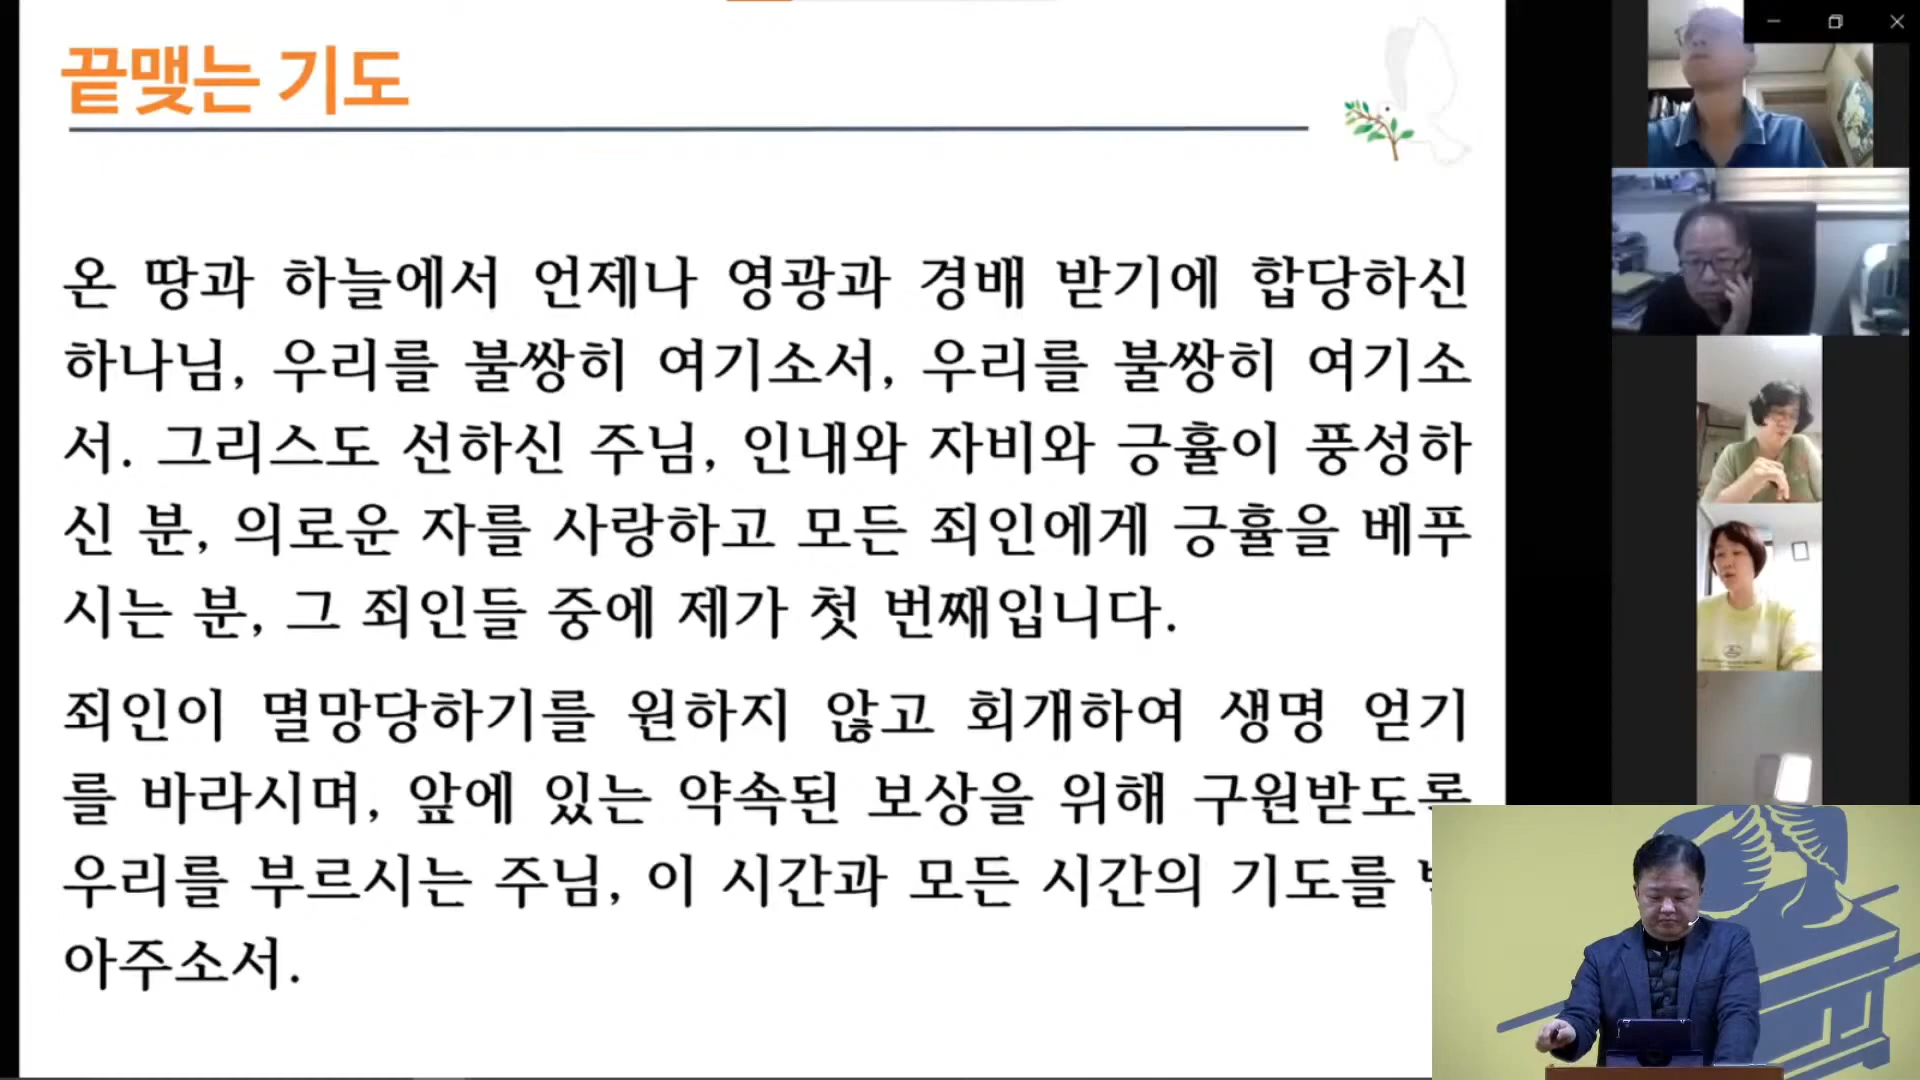 끝맺는 기도
온 땅과 하늘에서 언제나 영광과 경배 받기에 합당하신
하나님, 우리를 불쌍히 여기소서, 우리를 불쌍히 여기소
서. 그리스도 선하신 주님, 인내와 자비와 긍휼이 풍성하
신 분, 의로운 자를 사랑하고 모든 죄인에게 긍휼을 베푸
시는 분, 그 죄인들 중에 제가 첫 번째입니다.
죄인이 멸망당하기를 원하지 않고 회개하여 생명 얻기
를 바라시며, 앞에 있는 약속된 보상을 위해 구원받도록
우리를 부르시는 주님, 이 시간과 모든 시간의 기도를
아주소서.